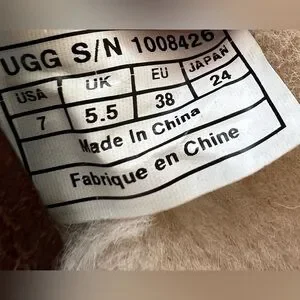 UGG S/N 1008426
USA UK EU JAPAN
7 5.5 38 24
Made In China
Fabrique en Chine